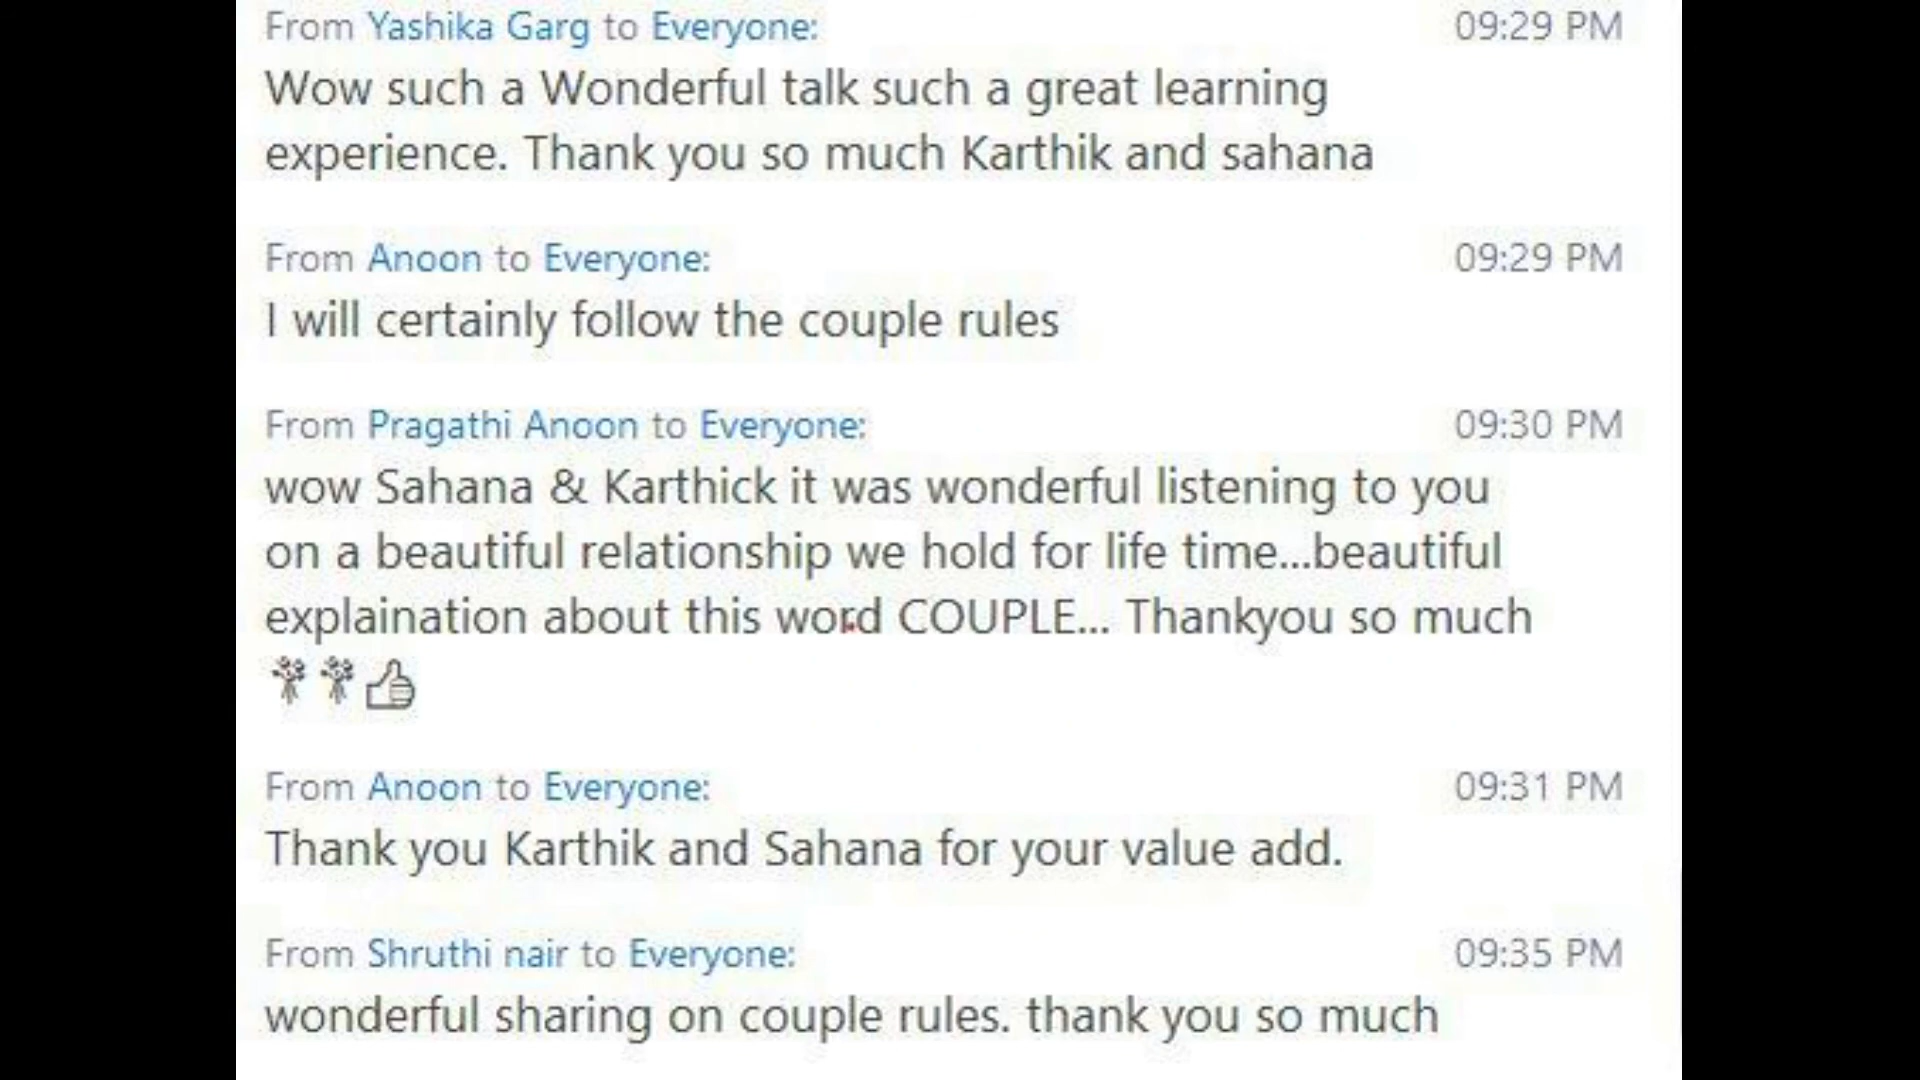 From Yashika Garg to Everyone: 09:29 PM
Wow such a Wonderful talk such a great learning
experience. Thank you so much Karthik and sahana
From Anoon to Everyone: 09:29 PM
I will certainly follow the couple rules
From Pragathi Anoon to Everyone: 09:30 PM
wow Sahana & Karthick it was wonderful listening to you
on a beautiful relationship we hold for life time...beautiful
explaination about this word COUPLE... Thankyou so much
From Anoon to Everyone: 09:31 PM
Thank you Karthik and Sahana for your value add.
From Shruthi nair to Everyone: 09:35 PM
wonderful sharing on couple rules. thank you so much